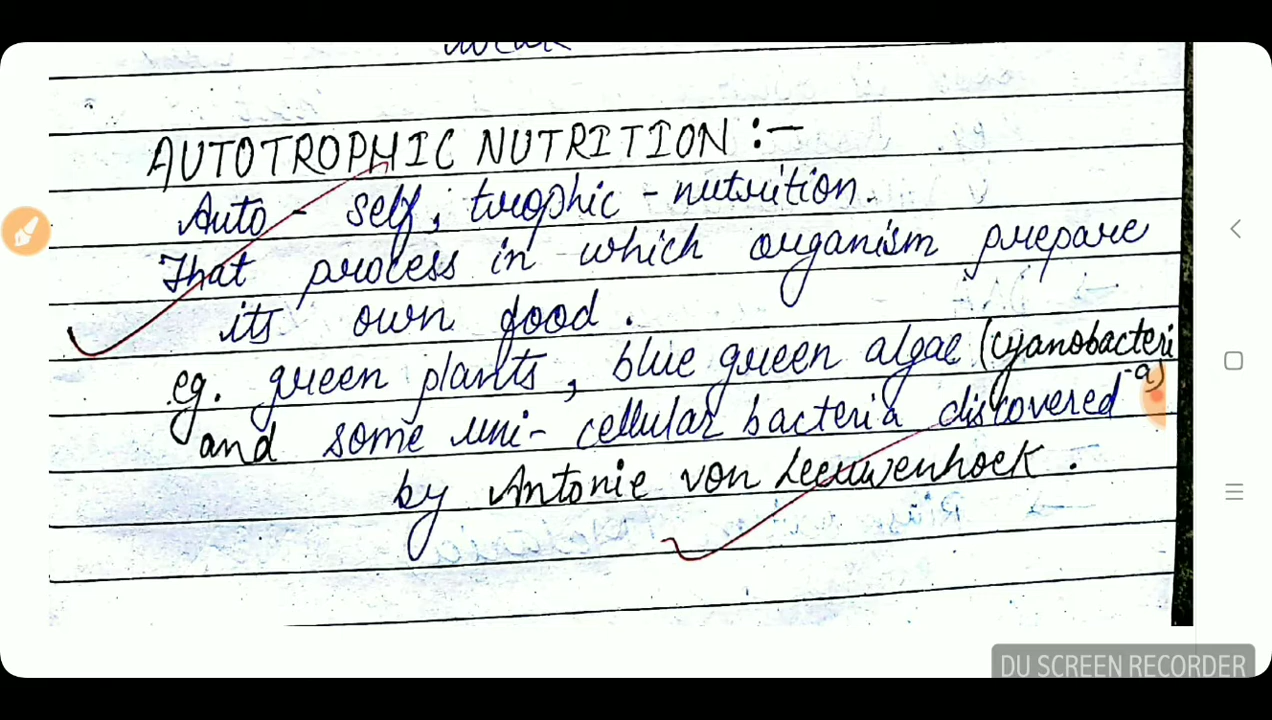 AUTOTROPHIC NUTRITION :-
Auto - self, trophic - nutrition.
That process in which organism prepare
its own food.
eg. green plants, blue green algae (cyanobacteri
-a)
and some uni-cellular bacteria discovered
by Antonie von Leeuwenhoek.
DU SCREEN RECORDER